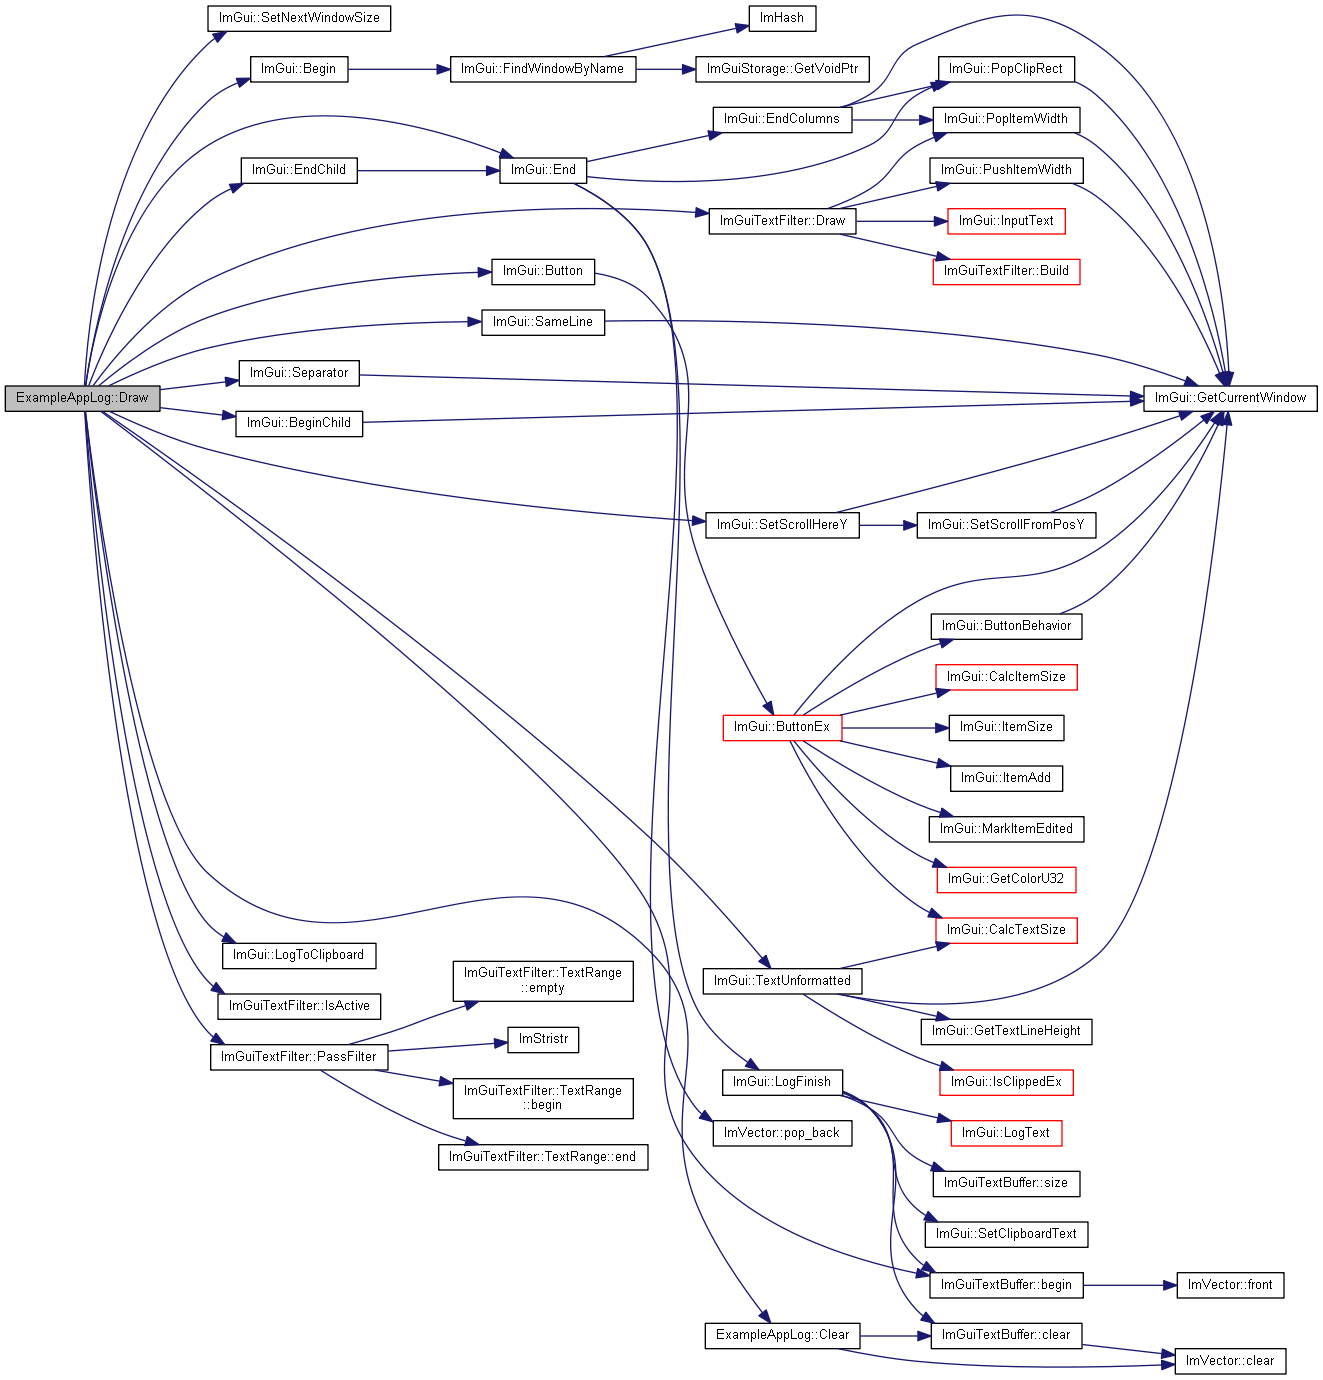 ImGui::SetNextWindowSize
ImHash
ImGui::Begin
ImGui::FindWindowByName
ImGuiStorage::GetVoidPtr
ImGui::PopClipRect
ImGui::EndColumns
ImGui::PopItemWidth
ImGui::EndChild
ImGui::End
ImGui::PushItemWidth
ImGuiTextFilter::Draw
ImGui::InputText
ImGui::Button
ImGuiTextFilter::Build
ImGui::SameLine
ImGui::Separator
ExampleAppLog::Draw
ImGui::GetCurrentWindow
ImGui::BeginChild
ImGui::SetScrollHereY
ImGui::SetScrollFromPosY
ImGui::ButtonBehavior
ImGui::CalcItemSize
ImGui::ButtonEx
ImGui::ItemSize
ImGui::ItemAdd
ImGui::MarkItemEdited
ImGui::GetColorU32
ImGui::CalcTextSize
ImGui::LogToClipboard
ImGuiTextFilter::TextRange
::empty
ImGui::TextUnformatted
ImGuiTextFilter::IsActive
ImGui::GetTextLineHeight
ImStristr
ImGuiTextFilter::PassFilter
ImGui::LogFinish
ImGui::IsClippedEx
ImGuiTextFilter::TextRange
::begin
ImVector::pop_back
ImGui::LogText
ImGuiTextFilter::TextRange::end
ImGuiTextBuffer::size
ImGui::SetClipboardText
ImGuiTextBuffer::begin
ImVector::front
ExampleAppLog::Clear
ImGuiTextBuffer::clear
ImVector::clear